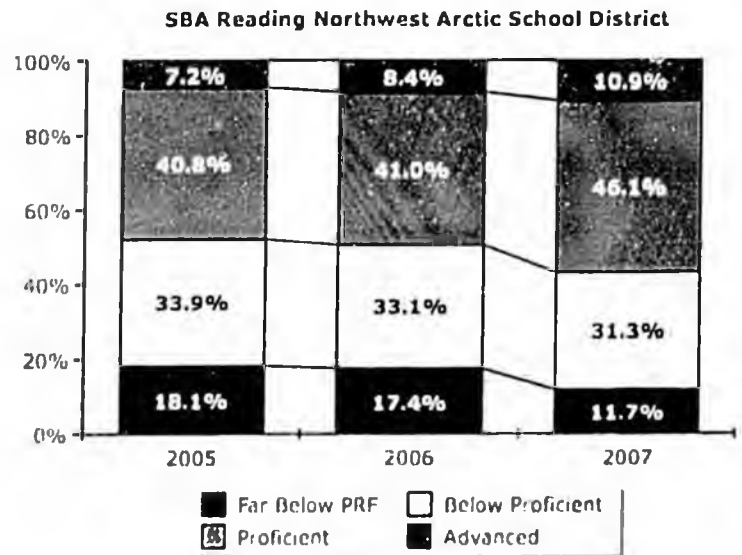 SBA Reading Northwest Arctic School District
100%
80%
60%
40%
20%
0%
7.2% 8.4% 10.9%
40.8% 41.0% 46.1%
33.9% 33.1% 31.3%
18.1% 17.4% 11.7%
2005 2006 2007
Far Below PRF Below Proficient
Proficient Advanced